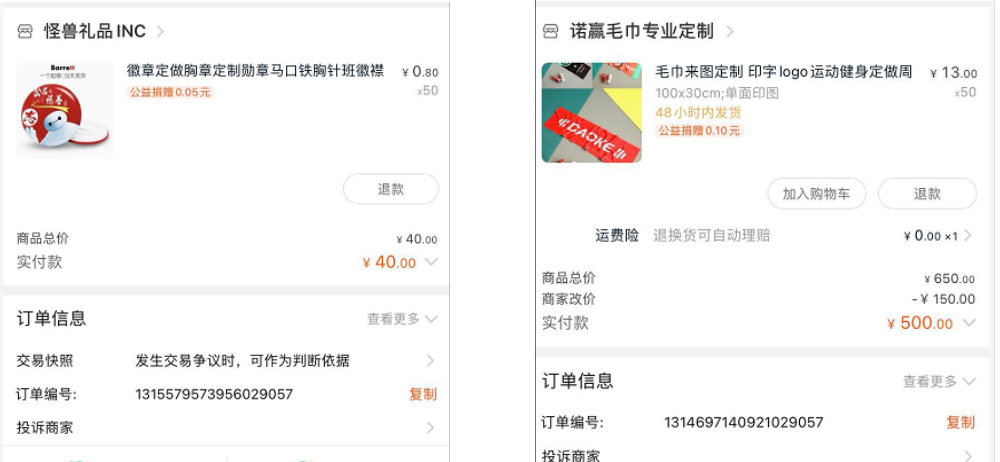 怪兽礼品INC
Barrett
一个起做 当天发货
徽章定做胸章定制勋章马口铁胸针班徽襟
¥0.80
公益捐赠0.05元
x50
退款
商品总价
¥40.00
实付款
¥40.00
订单信息
查看更多
交易快照
发生交易争议时，可作为判断依据
订单编号:
1315579573956029057
复制
投诉商家
诺赢毛巾专业定制
毛巾来图定制 印字logo运动健身定做周
¥13.00
100x30cm;单面印图
x50
48小时内发货
公益捐赠0.10元
DAOKE
加入购物车
退款
运费险
退换货可自动理赔
¥0.00 ×1
商品总价
¥650.00
商家改价
-¥150.00
实付款
¥500.00
订单信息
查看更多
订单编号:
1314697140921029057
复制
投诉商家